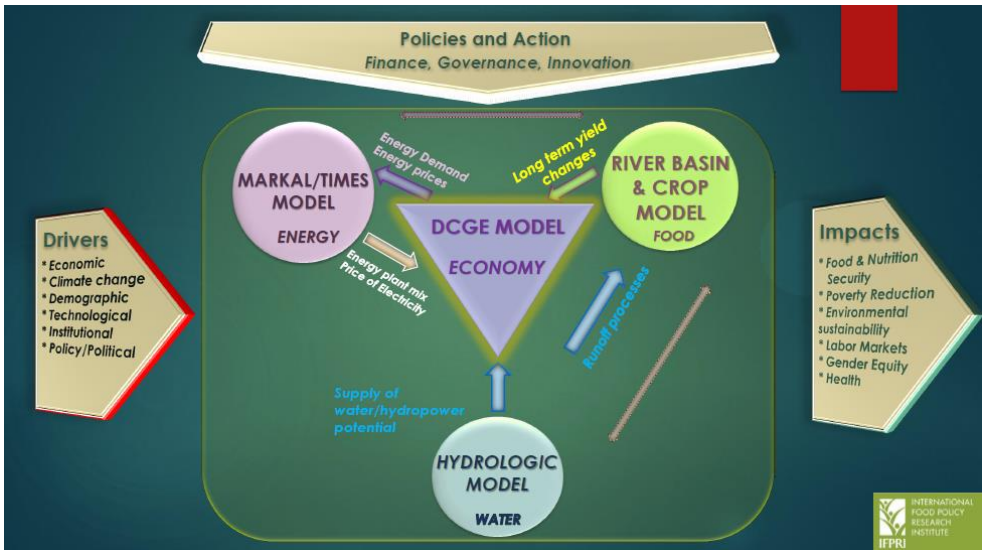 Policies and Action
Finance, Governance, Innovation
Energy Demand
Energy prices
Long term yield
changes
MARKAL/TIMES
MODEL
ENERGY
RIVER BASIN
& CROP
MODEL
FOOD
DCGE MODEL
ECONOMY
Energy plant mix
Price of Electricity
Drivers
* Economic
* Climate change
* Demographic
* Technological
* Institutional
* Policy/Political
Impacts
* Food & Nutrition
Security
* Poverty Reduction
* Environmental
sustainability
* Labor Markets
* Gender Equity
* Health
Runoff processes
Supply of
water/hydropower
potential
HYDROLOGIC
MODEL
WATER
IFPRI
INTERNATIONAL
FOOD POLICY
RESEARCH
INSTITUTE